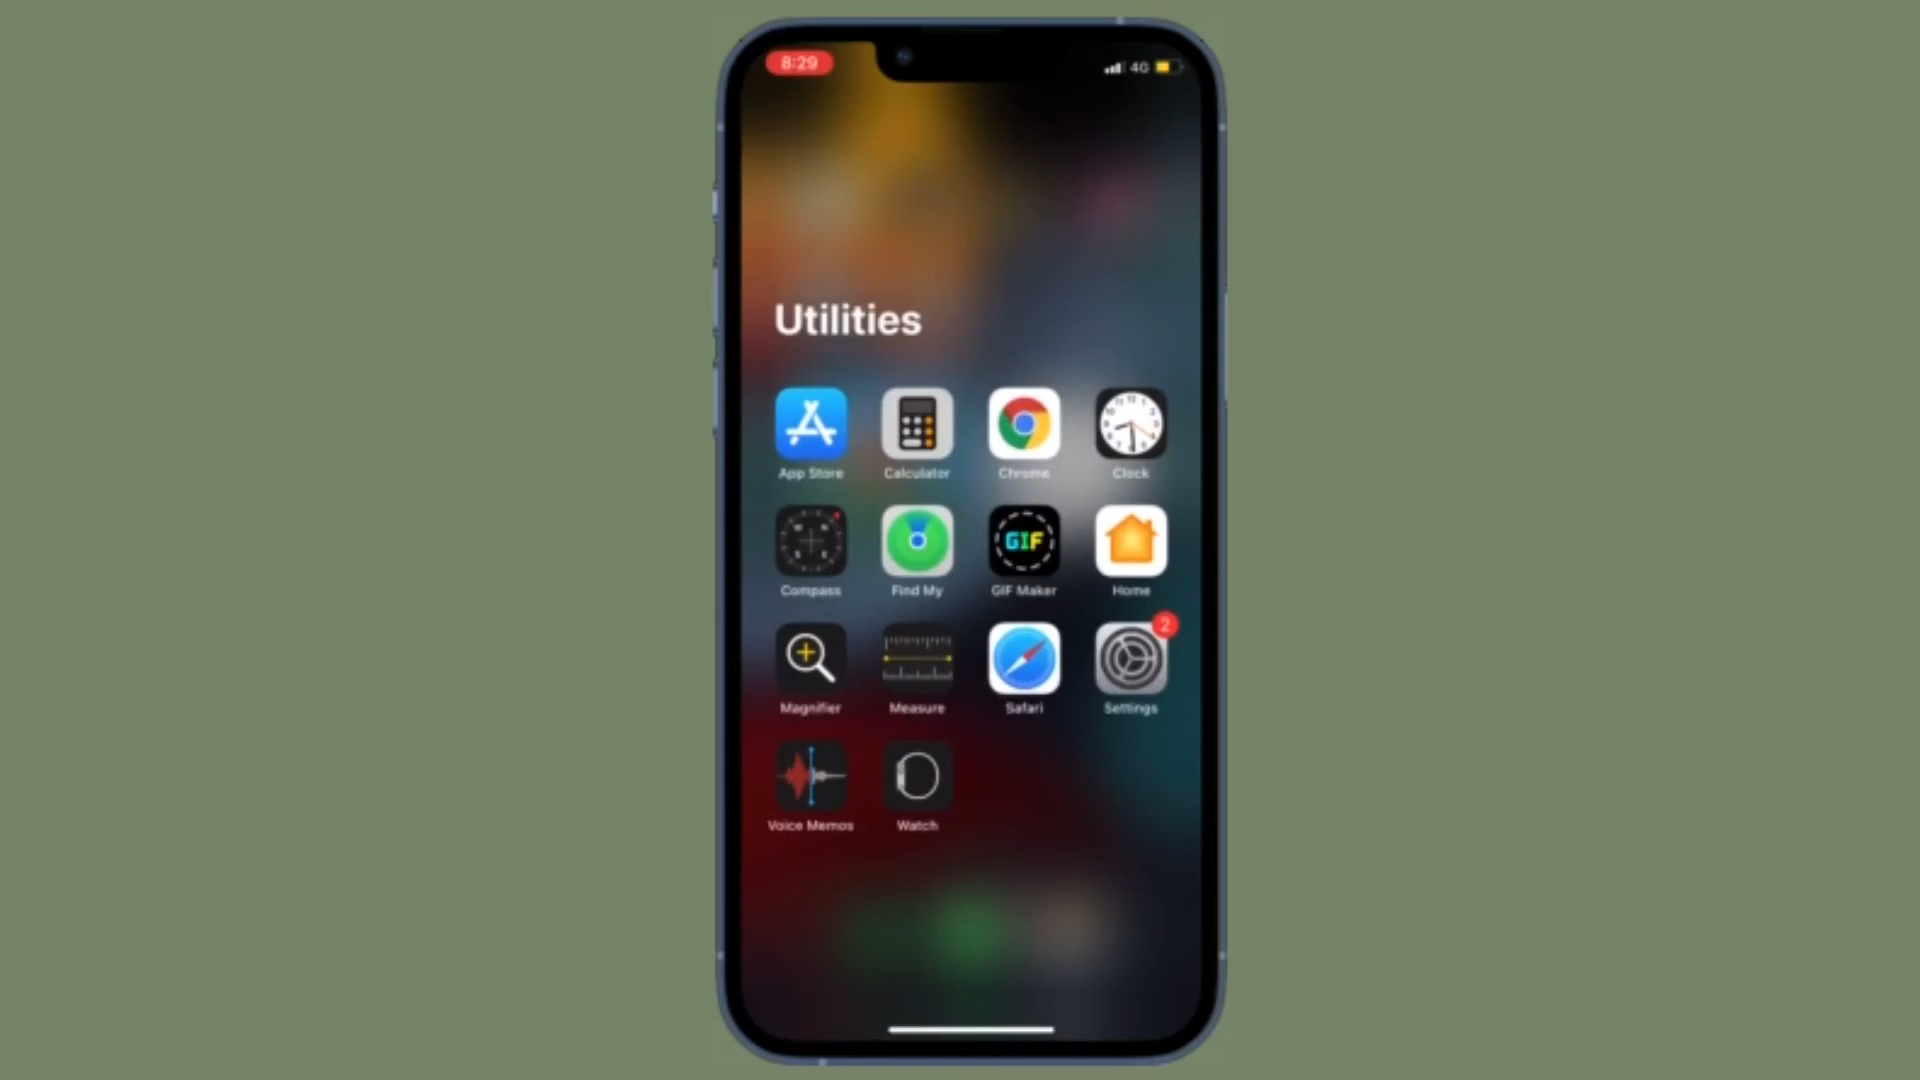 8:29
4G
Utilities
App Store
Calculator
Chrome
Clock
Compass
Find My
GIF
GIF Maker
Home
2
Magnifier
Measure
Safari
Settings
Voice Memos
Watch